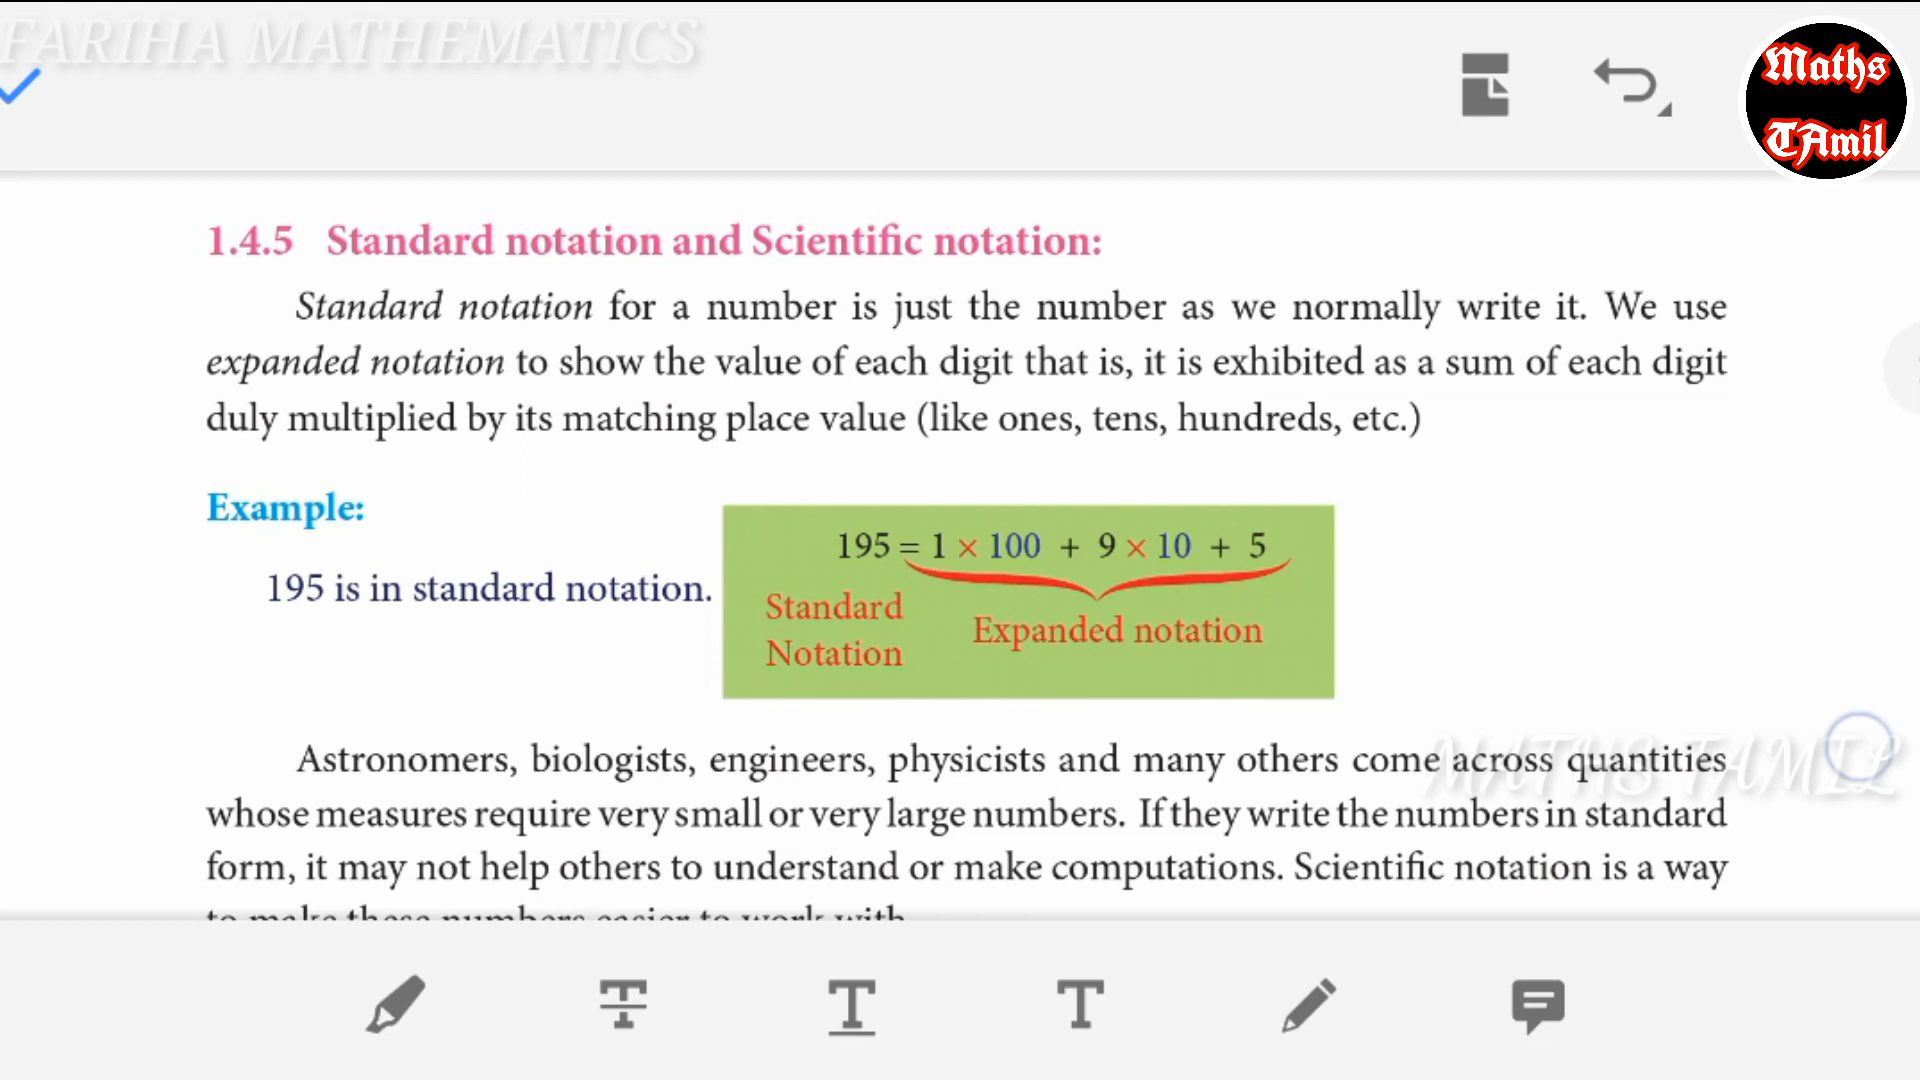 FARIHA MATHEMATICS
Maths
TAmil
1.4.5 Standard notation and Scientific notation:
Standard notation for a number is just the number as we normally write it. We use
expanded notation to show the value of each digit that is, it is exhibited as a sum of each digit
duly multiplied by its matching place value (like ones, tens, hundreds, etc.)
Example:
195 = 1 × 100 + 9 × 10 + 5
195 is in standard notation.
Standard
Notation
Expanded notation
Astronomers, biologists, engineers, physicists and many others come across quantities
MATHS TAMIL
whose measures require very small or very large numbers. If they write the numbers in standard
form, it may not help others to understand or make computations. Scientific notation is a way
to make these numbers easier to work with.